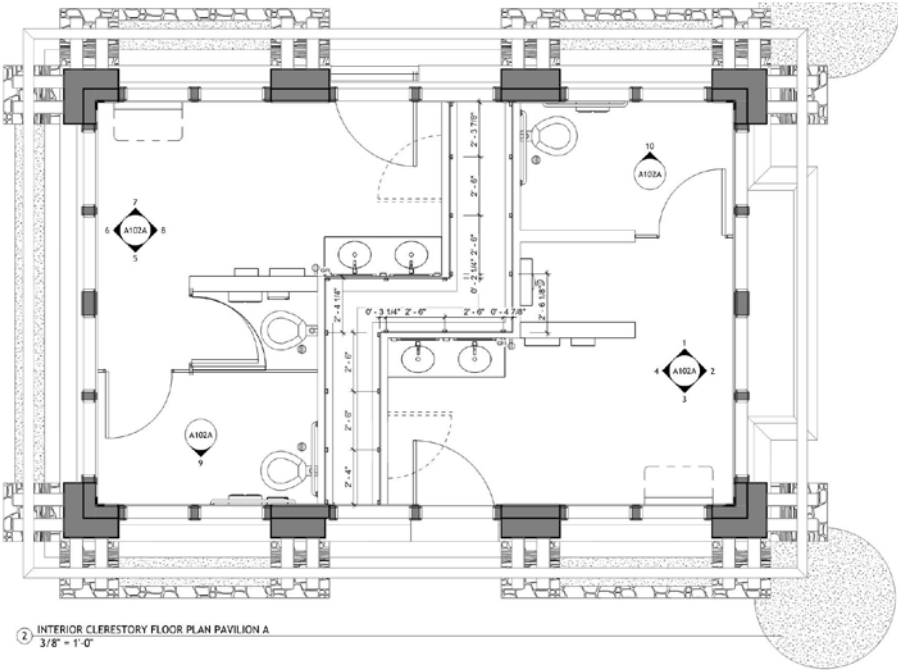 2' - 3 7/8"
10
A102A
2' - 6"
7
6 A102A 8
5
2' - 6"
0' - 2 1/4"
2' - 4 1/4"
0' - 3 1/4" 2' - 6" 2' - 6" 0' - 4 7/8"
2' - 6 1/8"
1
4 A102A 2
3
2' - 6"
2' - 6"
A102A
9
2' - 4"
2 INTERIOR CLERESTORY FLOOR PLAN PAVILION A
3/8" = 1'-0"